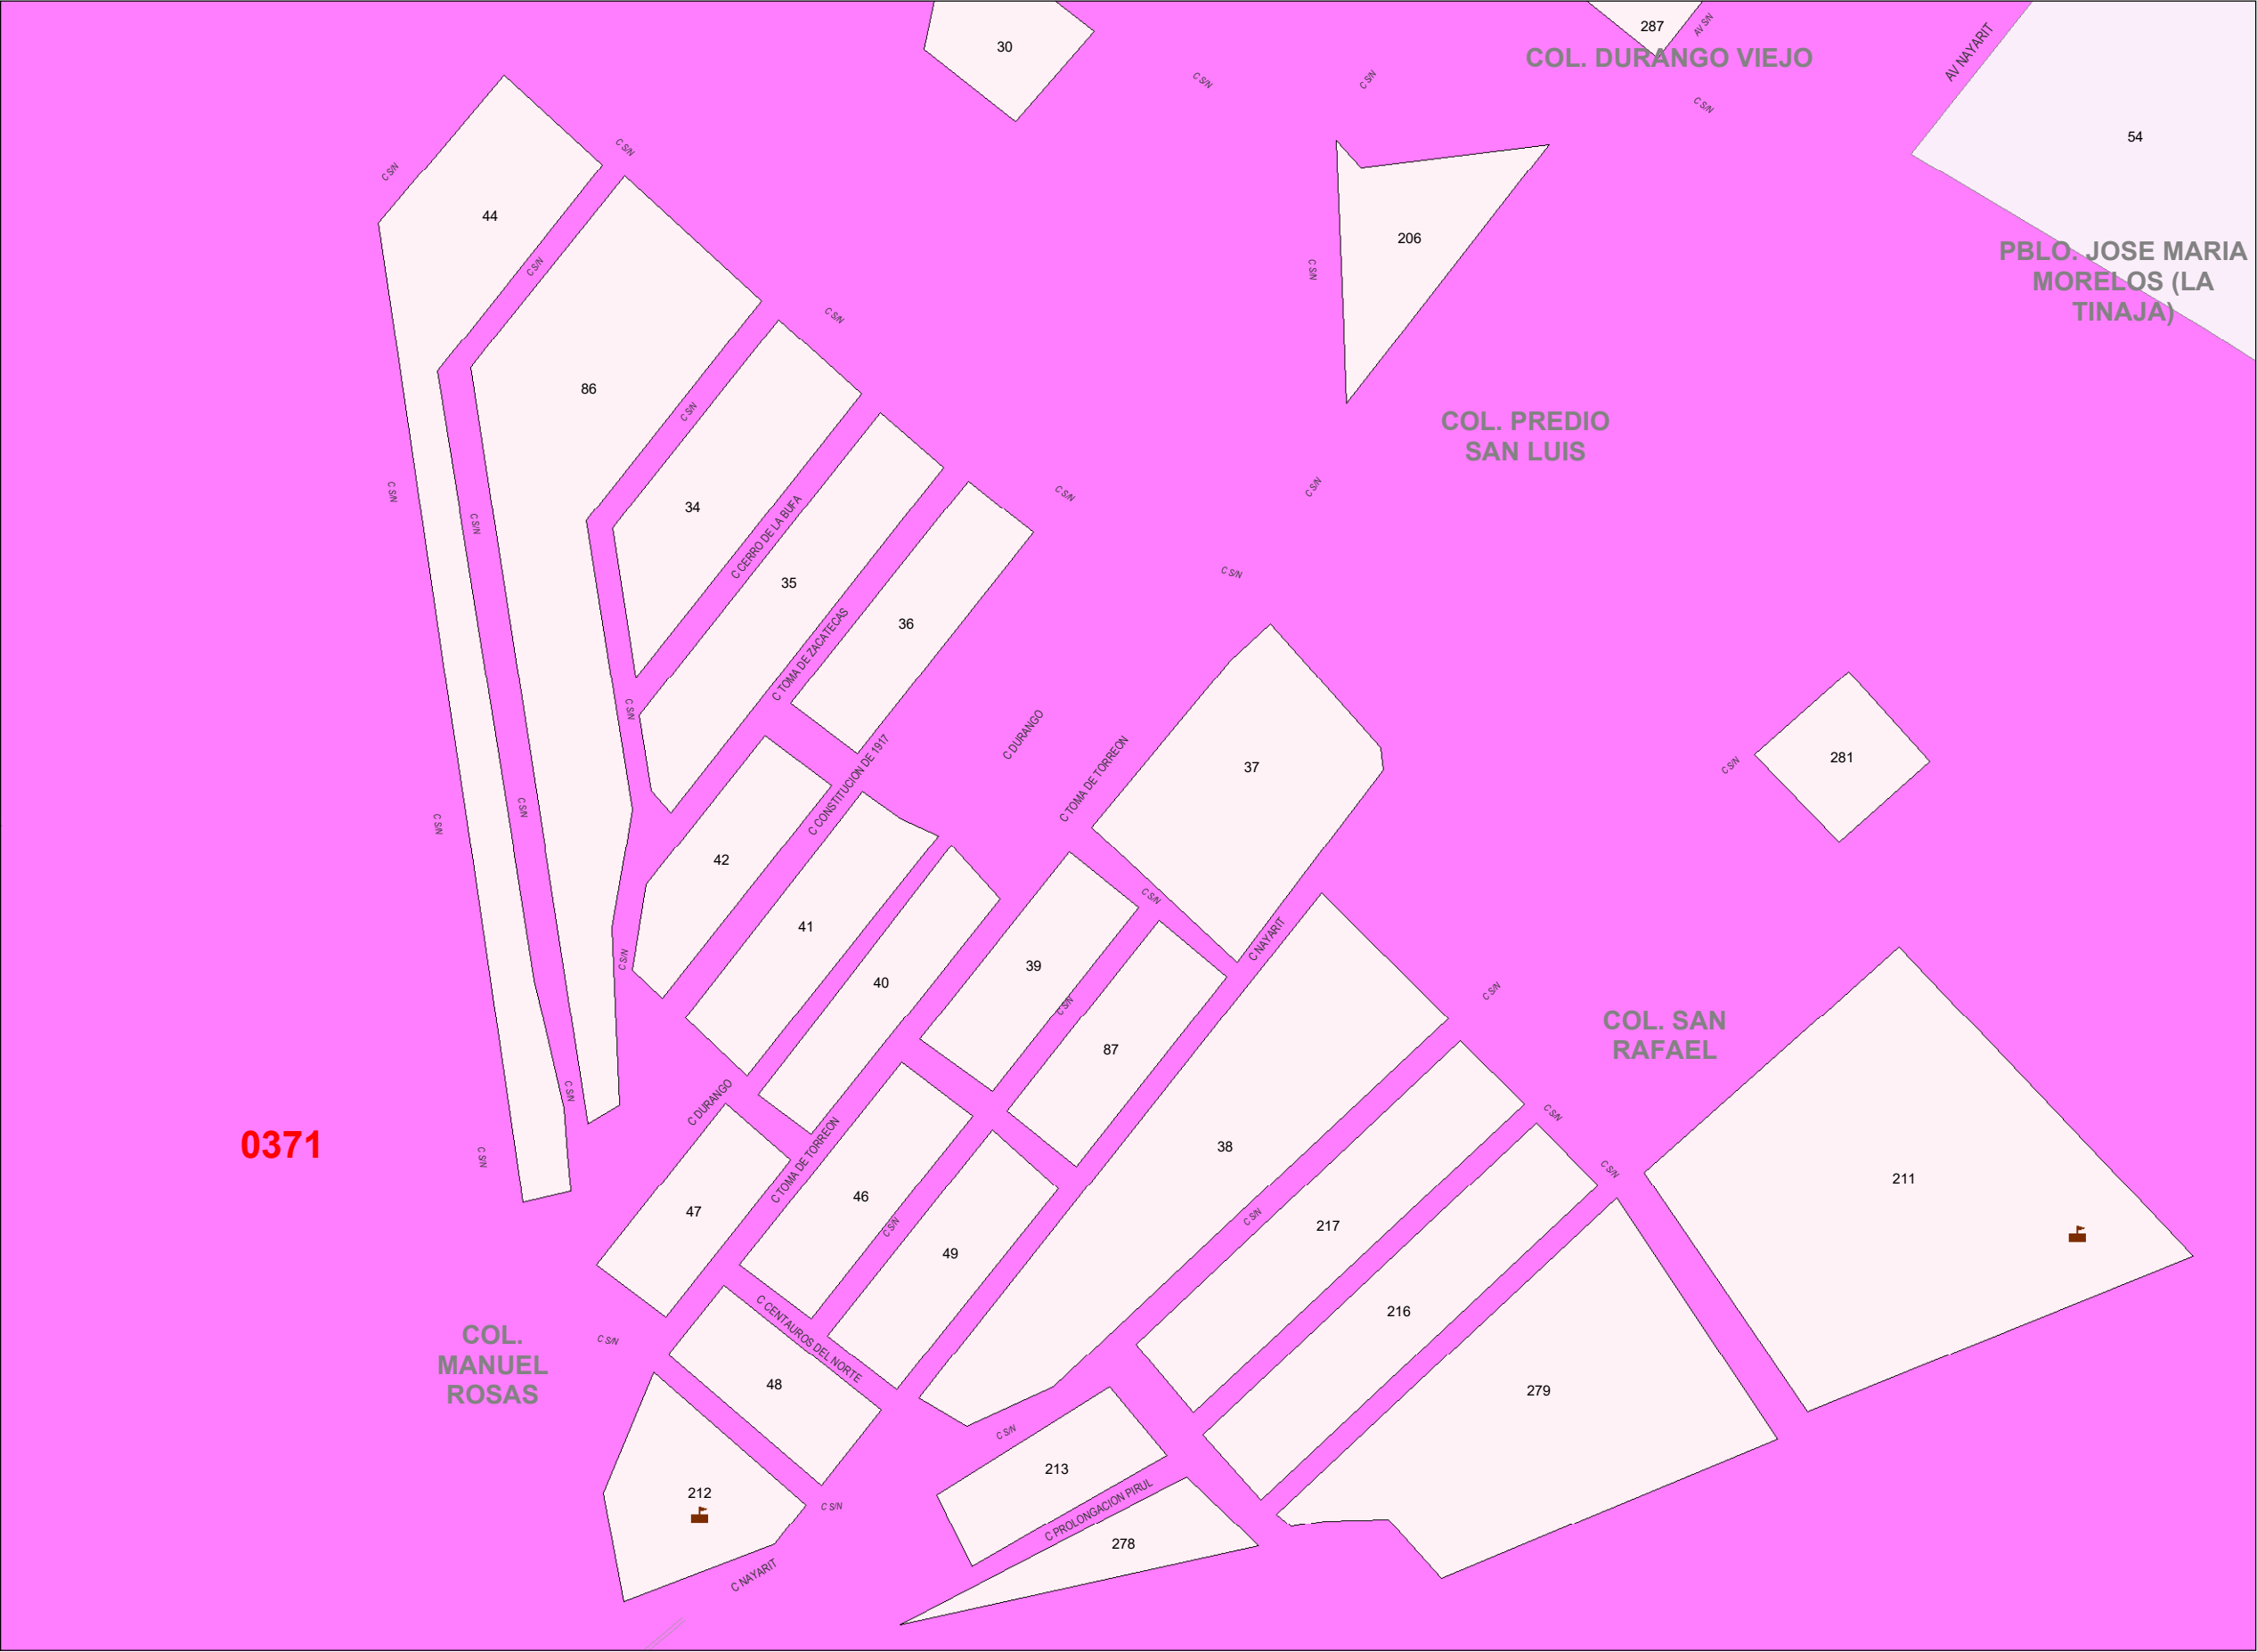 287
AV S/N
30
COL. DURANGO VIEJO
AV NAYARIT
C S/N
C S/N
C S/N
54
C S/N
C S/N
44
206
PBLO. JOSE MARIA
MORELOS (LA
TINAJA)
C S/N
C S/N
C S/N
86
C S/N
COL. PREDIO
SAN LUIS
C S/N
C S/N
C S/N
34
C S/N
C CERRO DE LA BUFA
C S/N
35
36
C TOMA DE ZACATECAS
C S/N
C DURANGO
C TOMA DE TORREON
37
281
C S/N
C CONSTITUCION DE 1917
C S/N
C S/N
42
C S/N
41
C NAYARIT
C S/N
39
40
C S/N
C S/N
COL. SAN
RAFAEL
87
C S/N
C DURANGO
C S/N
0371
38
C S/N
C TOMA DE TORREON
C S/N
211
46
47
C S/N
C S/N
217
49
C CENTAUROS DEL NORTE
216
COL.
MANUEL
ROSAS
C S/N
48
279
C S/N
213
212
C S/N
C PROLONGACION PIRUL
278
C NAYARIT